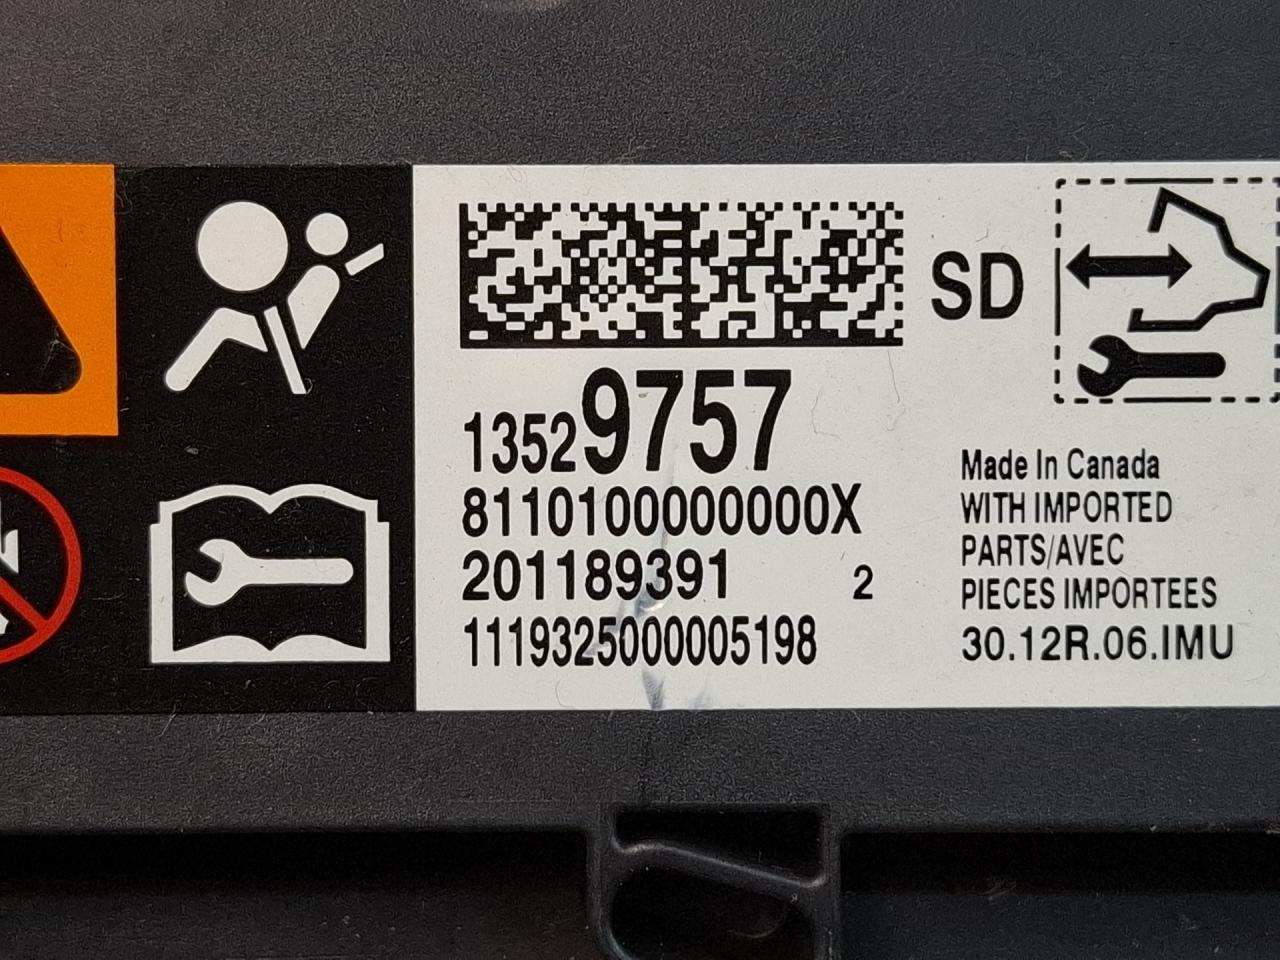 SD
13529757
8110100000000X
201189391 2
1119325000005198
Made In Canada
WITH IMPORTED
PARTS/AVEC
PIECES IMPORTEES
30.12R.06.IMU